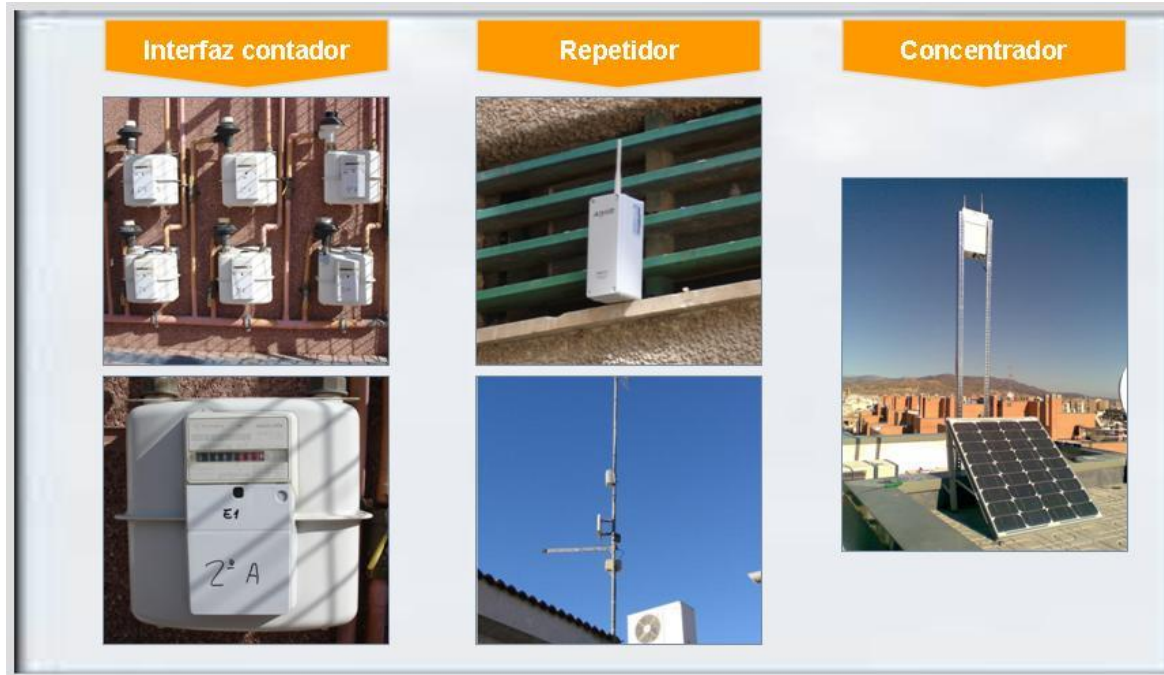 Interfaz contador
Repetidor
Concentrador
E1
2º A